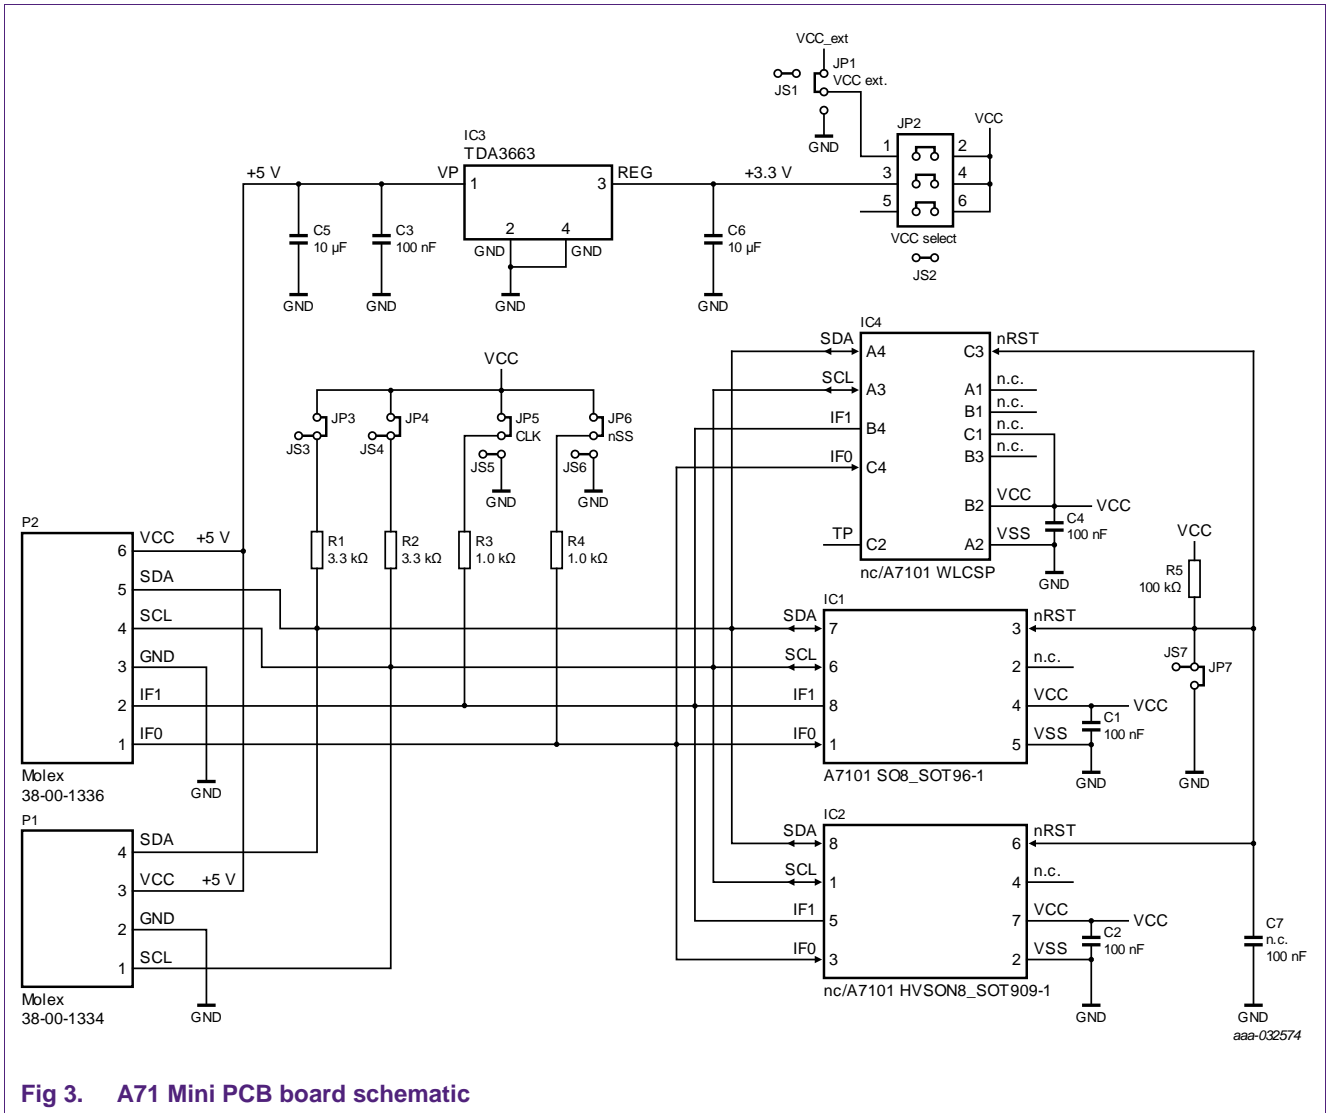 VCC_ext
JP1
VCC ext.
JS1
GND
JP2
VCC
1
2
3
4
5
6
VCC select
JS2
IC3
TDA3663
+5 V
VP
1
3
REG
+3.3 V
2
4
GND
GND
C5
10 µF
C3
100 nF
C6
10 µF
GND
GND
GND
GND
VCC
JP3
JS3
JP4
JS4
JP5
CLK
JS5
GND
JP6
nSS
JS6
GND
R1
3.3 kΩ
R2
3.3 kΩ
R3
1.0 kΩ
R4
1.0 kΩ
IC4
SDA
A4
C3
nRST
SCL
A3
A1
n.c.
B1
n.c.
IF1
B4
C1
n.c.
B3
n.c.
IF0
C4
B2
VCC
VCC
C4
100 nF
TP
C2
A2
VSS
GND
nc/A7101 WLCSP
VCC
R5
100 kΩ
JS7
JP7
GND
P2
6
VCC
+5 V
5
SDA
4
SCL
3
GND
2
IF1
1
IF0
Molex
38-00-1336
GND
IC1
SDA
7
3
nRST
SCL
6
2
n.c.
IF1
8
4
VCC
VCC
C1
100 nF
IF0
1
5
VSS
GND
A7101 SO8_SOT96-1
P1
4
SDA
3
VCC
+5 V
2
GND
1
SCL
Molex
38-00-1334
GND
IC2
SDA
8
6
nRST
SCL
1
4
n.c.
IF1
5
7
VCC
VCC
C2
100 nF
IF0
3
2
VSS
GND
nc/A7101 HVSON8_SOT909-1
C7
n.c.
100 nF
GND
aaa-032574
Fig 3. A71 Mini PCB board schematic